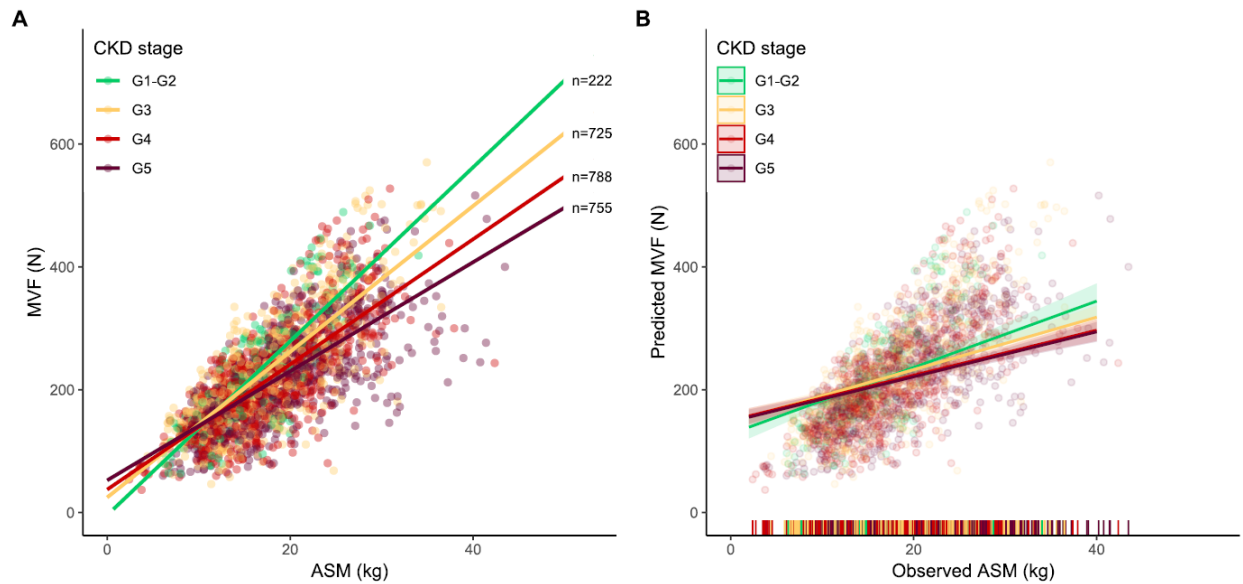 A
CKD stage
G1-G2
G3
G4
G5
n=222
n=725
n=788
n=755
600
400
200
0
MVF (N)
0 20 40
ASM (kg)
B
CKD stage
G1-G2
G3
G4
G5
600
400
200
0
Predicted MVF (N)
0 20 40
Observed ASM (kg)